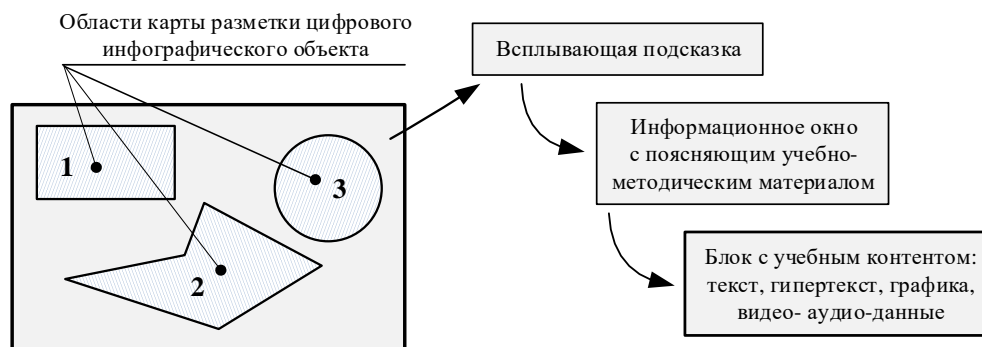 Области карты разметки цифрового
инфографического объекта
Всплывающая подсказка
1
3
2
Информационное окно
с поясняющим учебно-
методическим материалом
Блок с учебным контентом:
текст, гипертекст, графика,
видео- аудио-данные